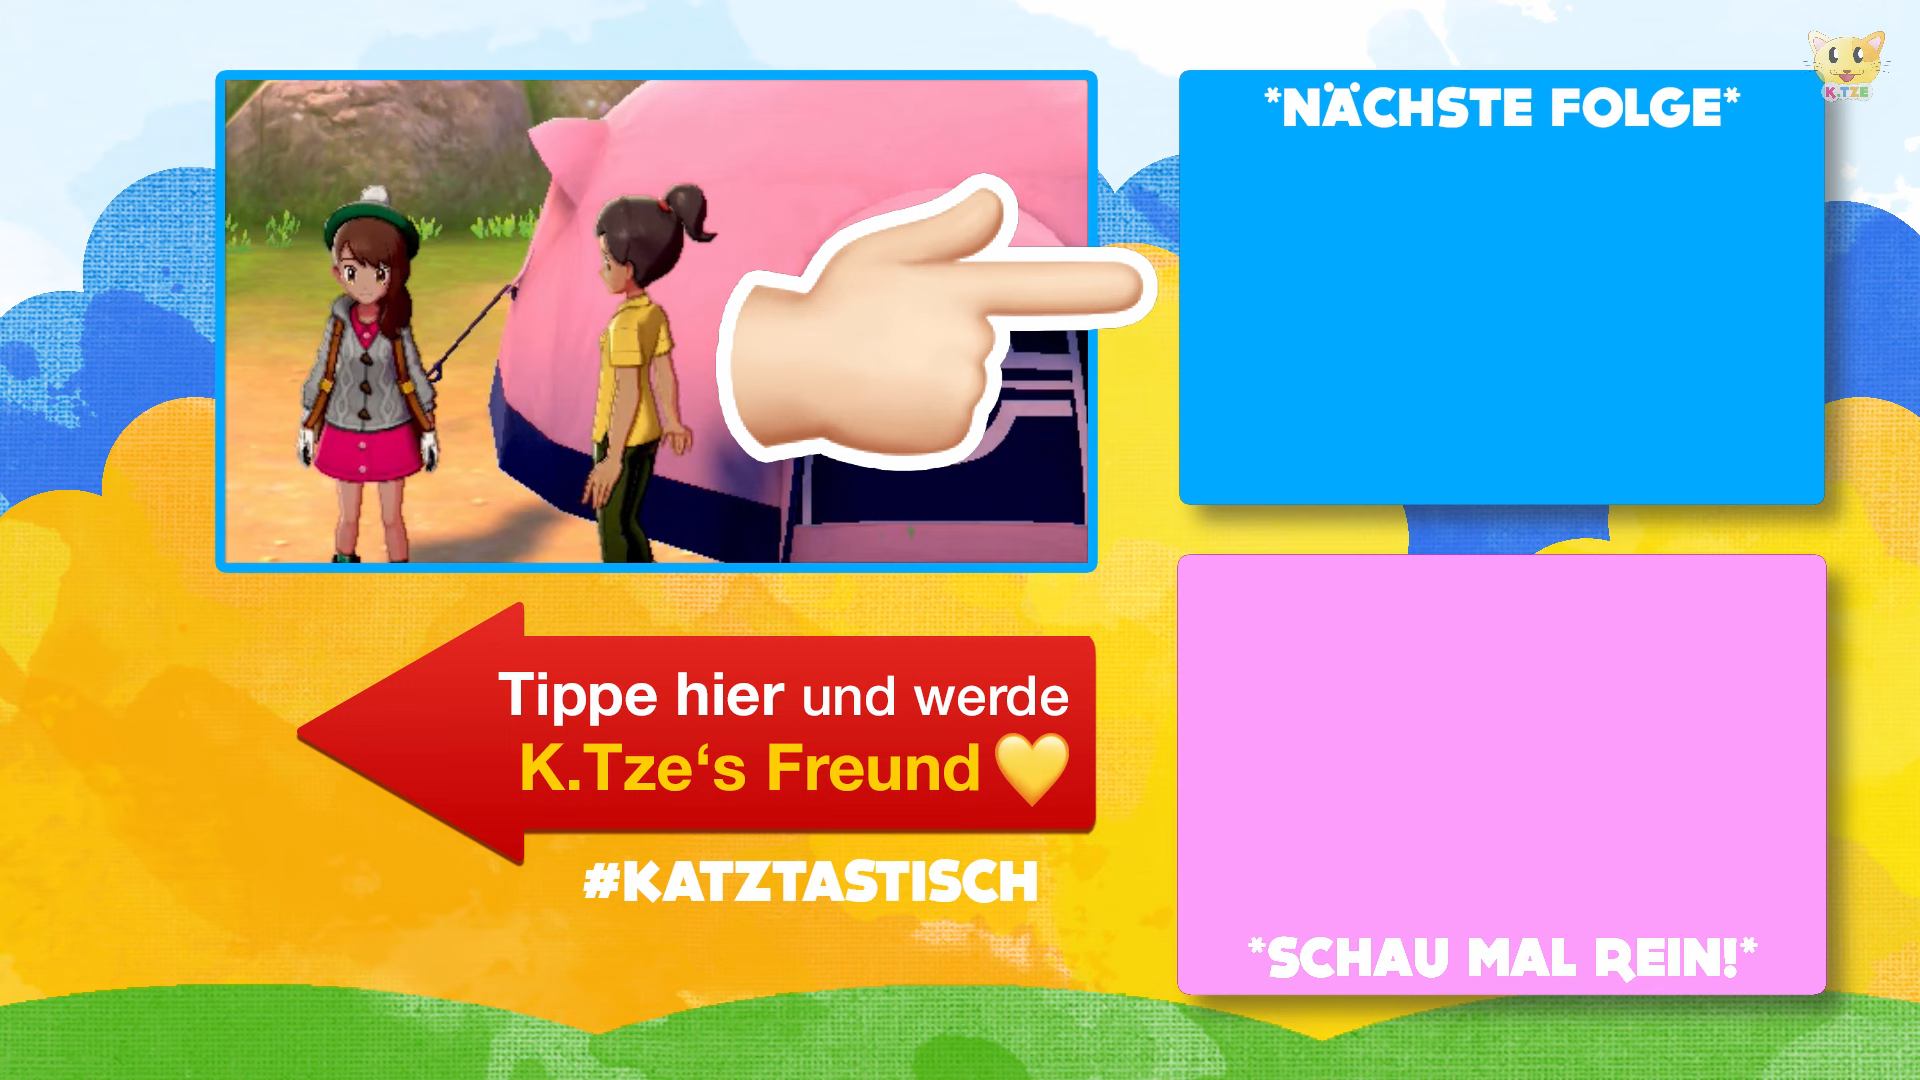 *NÄCHSTE FOLGE*
K.TZE
Tippe hier und werde
K.Tze‘s Freund
#KATZTASTISCH
*SCHAU MAL REIN!*